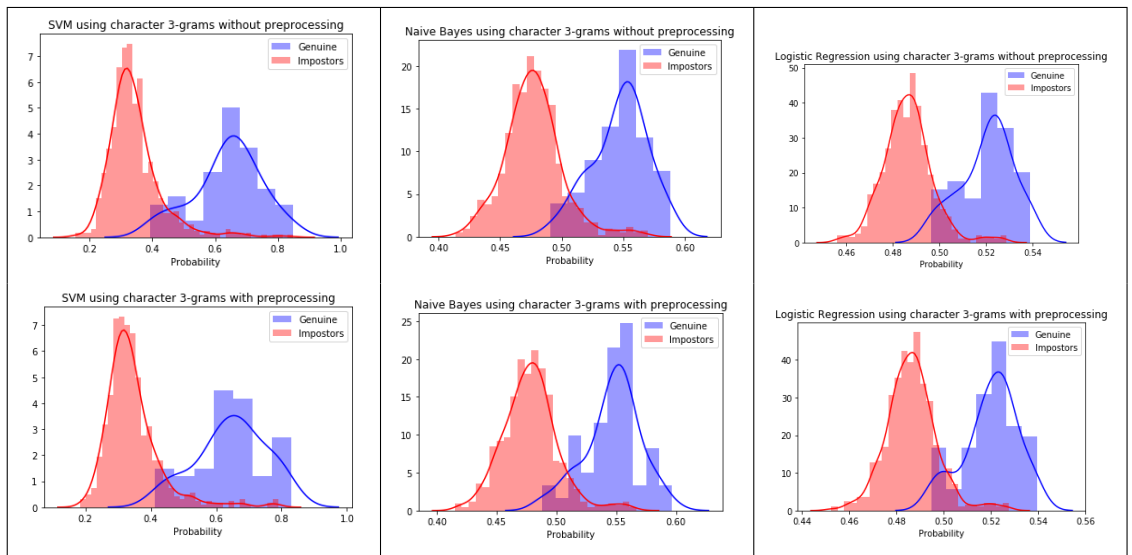 SVM using character 3-grams without preprocessing
Genuine
Impostors
7
6
5
4
3
2
1
0
0.2 0.4 0.6 0.8 1.0
Probability
Naive Bayes using character 3-grams without preprocessing
Genuine
Impostors
20
15
10
5
0
0.40 0.45 0.50 0.55 0.60
Probability
Logistic Regression using character 3-grams without preprocessing
Genuine
Impostors
50
40
30
20
10
0
0.46 0.48 0.50 0.52 0.54
Probability
SVM using character 3-grams with preprocessing
Genuine
Impostors
7
6
5
4
3
2
1
0
0.2 0.4 0.6 0.8 1.0
Probability
Naive Bayes using character 3-grams with preprocessing
Genuine
Impostors
25
20
15
10
5
0
0.40 0.45 0.50 0.55 0.60
Probability
Logistic Regression using character 3-grams with preprocessing
Genuine
Impostors
40
30
20
10
0
0.44 0.46 0.48 0.50 0.52 0.54 0.56
Probability